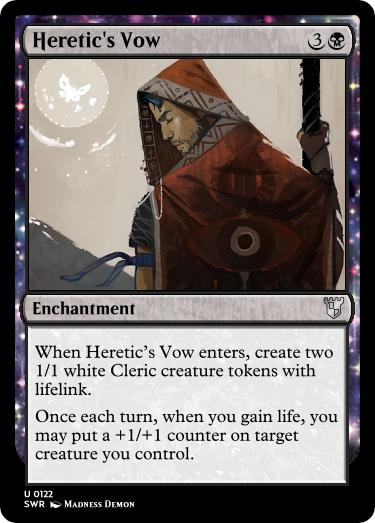 Heretic's Vow 3
Enchantment
When Heretic's Vow enters, create two
1/1 white Cleric creature tokens with
lifelink.
Once each turn, when you gain life, you
may put a +1/+1 counter on target
creature you control.
U 0122
SWR Madness Demon